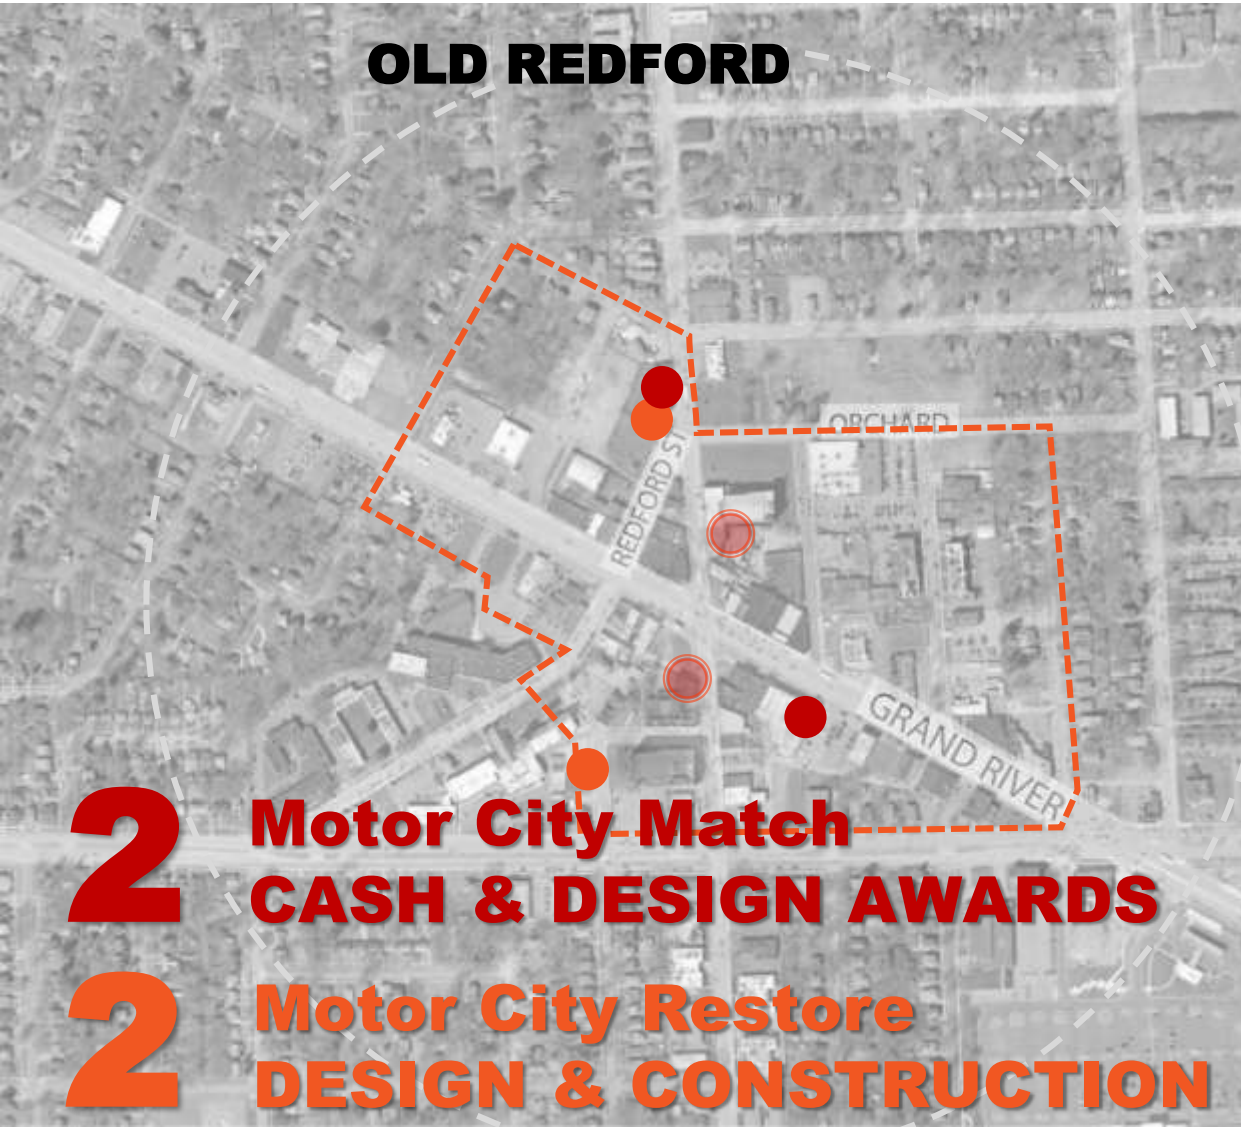 OLD REDFORD
ORCHARD
REDFORD ST
GRAND RIVER
2 Motor City Match
CASH & DESIGN AWARDS
2 Motor City Restore
DESIGN & CONSTRUCTION